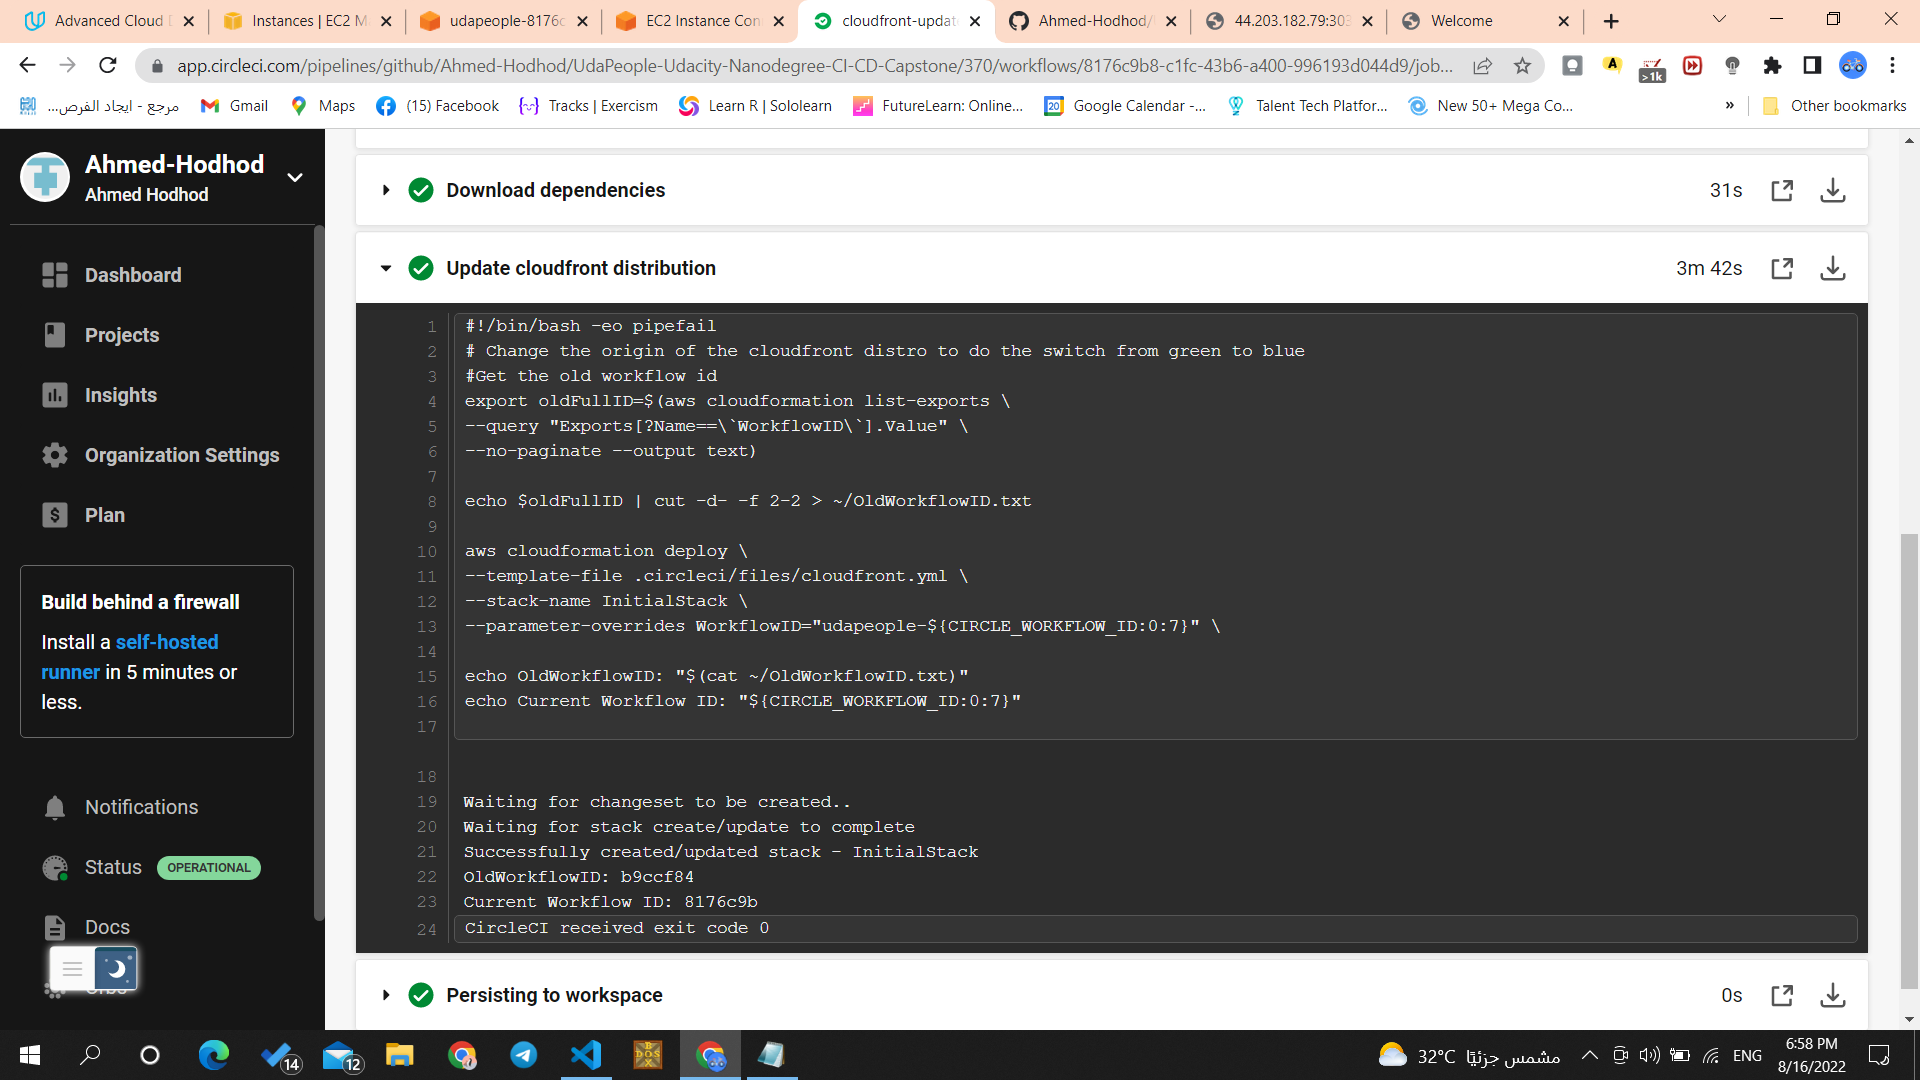 Advanced Cloud D
Instances | EC2 M
udapeople-8176c
EC2 Instance Con
cloudfront-updat
Ahmed-Hodhod/
44.203.182.79:303
Welcome
app.circleci.com/pipelines/github/Ahmed-Hodhod/UdaPeople-Udacity-Nanodegree-CI-CD-Capstone/370/workflows/8176c9b8-c1fc-43b6-a400-996193d044d9/job...
>1k
مرجع - ايجاد الفرص...
Gmail
Maps
(15) Facebook
Tracks | Exercism
Learn R | Sololearn
FutureLearn: Online...
Google Calendar -...
Talent Tech Platfor...
New 50+ Mega Co...
»
Other bookmarks
Ahmed-Hodhod
Ahmed Hodhod
Dashboard
Projects
Insights
Organization Settings
Plan
Build behind a firewall
Install a self-hosted
runner in 5 minutes or
less.
Notifications
Status OPERATIONAL
Docs
Download dependencies 31s
Update cloudfront distribution 3m 42s
1 #!/bin/bash -eo pipefail
2 # Change the origin of the cloudfront distro to do the switch from green to blue
3 #Get the old workflow id
4 export oldFullID=$(aws cloudformation list-exports \
5 --query "Exports[?Name==\`WorkflowID\`].Value" \
6 --no-paginate --output text)
7
8 echo $oldFullID | cut -d- -f 2-2 > ~/OldWorkflowID.txt
9
10 aws cloudformation deploy \
11 --template-file .circleci/files/cloudfront.yml \
12 --stack-name InitialStack \
13 --parameter-overrides WorkflowID="udapeople-${CIRCLE_WORKFLOW_ID:0:7}" \
14
15 echo OldWorkflowID: "$(cat ~/OldWorkflowID.txt)"
16 echo Current Workflow ID: "${CIRCLE_WORKFLOW_ID:0:7}"
17
18
19 Waiting for changeset to be created..
20 Waiting for stack create/update to complete
21 Successfully created/updated stack - InitialStack
22 OldWorkflowID: b9ccf84
23 Current Workflow ID: 8176c9b
24 CircleCI received exit code 0
Persisting to workspace 0s
14
12
DOS
32°C مشمس جزئيًا
ENG
6:58 PM
8/16/2022